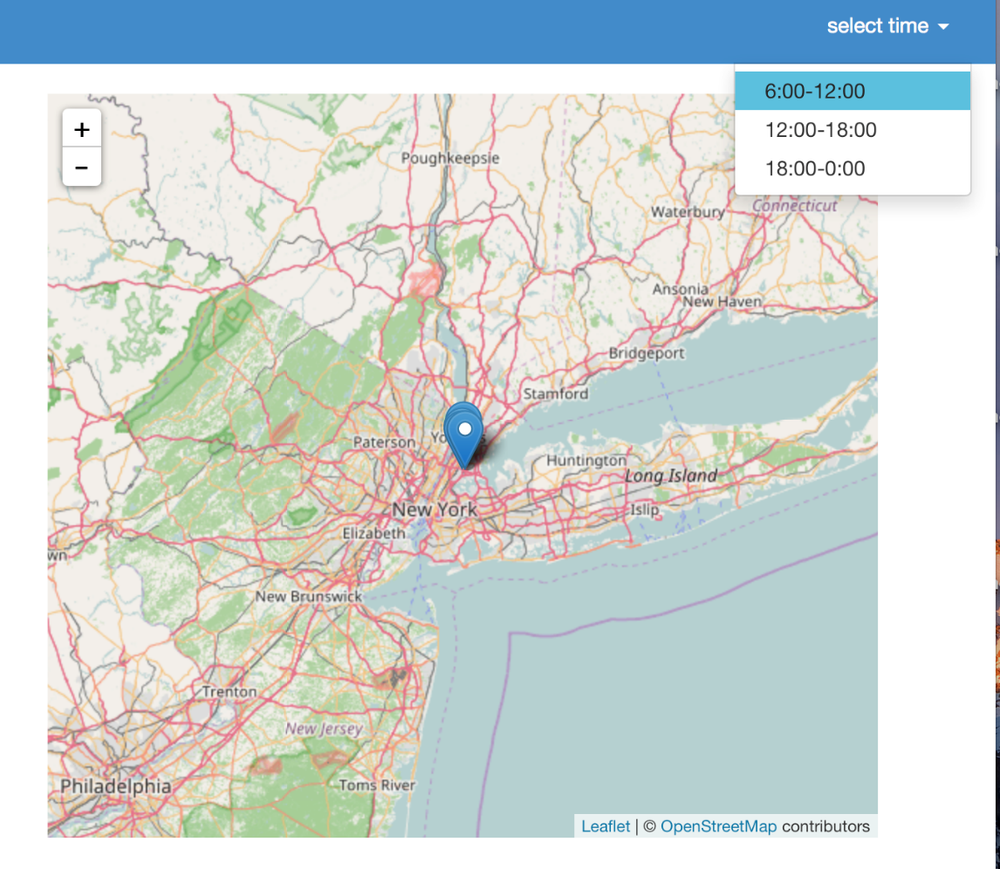 select time
6:00-12:00
12:00-18:00
18:00-0:00
+
−
Poughkeepsie
Waterbury
Connecticut
Ansonia
New Haven
Bridgeport
Stamford
Paterson
Huntington
Long Island
New York
Islip
Elizabeth
New Brunswick
Trenton
New Jersey
Philadelphia
Toms River
Leaflet | © OpenStreetMap contributors